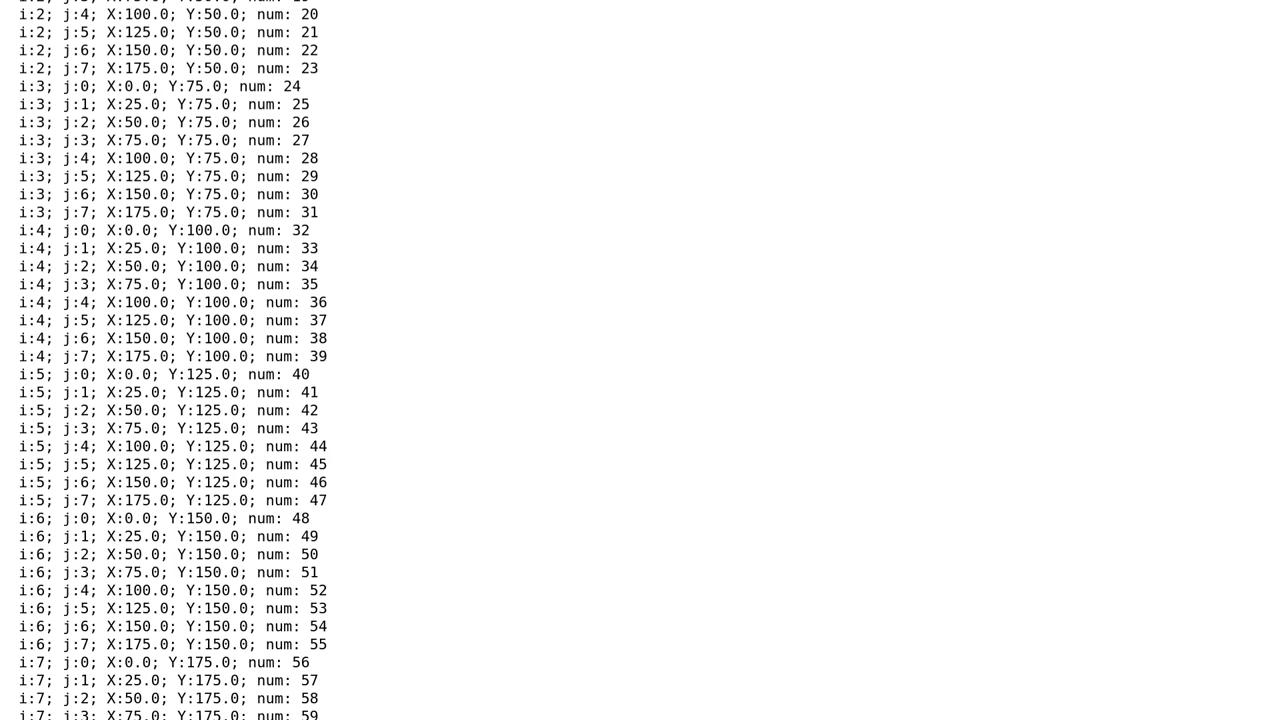 i:2; j:4; X:100.0; Y:50.0; num: 20
i:2; j:5; X:125.0; Y:50.0; num: 21
i:2; j:6; X:150.0; Y:50.0; num: 22
i:2; j:7; X:175.0; Y:50.0; num: 23
i:3; j:0; X:0.0; Y:75.0; num: 24
i:3; j:1; X:25.0; Y:75.0; num: 25
i:3; j:2; X:50.0; Y:75.0; num: 26
i:3; j:3; X:75.0; Y:75.0; num: 27
i:3; j:4; X:100.0; Y:75.0; num: 28
i:3; j:5; X:125.0; Y:75.0; num: 29
i:3; j:6; X:150.0; Y:75.0; num: 30
i:3; j:7; X:175.0; Y:75.0; num: 31
i:4; j:0; X:0.0; Y:100.0; num: 32
i:4; j:1; X:25.0; Y:100.0; num: 33
i:4; j:2; X:50.0; Y:100.0; num: 34
i:4; j:3; X:75.0; Y:100.0; num: 35
i:4; j:4; X:100.0; Y:100.0; num: 36
i:4; j:5; X:125.0; Y:100.0; num: 37
i:4; j:6; X:150.0; Y:100.0; num: 38
i:4; j:7; X:175.0; Y:100.0; num: 39
i:5; j:0; X:0.0; Y:125.0; num: 40
i:5; j:1; X:25.0; Y:125.0; num: 41
i:5; j:2; X:50.0; Y:125.0; num: 42
i:5; j:3; X:75.0; Y:125.0; num: 43
i:5; j:4; X:100.0; Y:125.0; num: 44
i:5; j:5; X:125.0; Y:125.0; num: 45
i:5; j:6; X:150.0; Y:125.0; num: 46
i:5; j:7; X:175.0; Y:125.0; num: 47
i:6; j:0; X:0.0; Y:150.0; num: 48
i:6; j:1; X:25.0; Y:150.0; num: 49
i:6; j:2; X:50.0; Y:150.0; num: 50
i:6; j:3; X:75.0; Y:150.0; num: 51
i:6; j:4; X:100.0; Y:150.0; num: 52
i:6; j:5; X:125.0; Y:150.0; num: 53
i:6; j:6; X:150.0; Y:150.0; num: 54
i:6; j:7; X:175.0; Y:150.0; num: 55
i:7; j:0; X:0.0; Y:175.0; num: 56
i:7; j:1; X:25.0; Y:175.0; num: 57
i:7; j:2; X:50.0; Y:175.0; num: 58
i:7; j:3; X:75.0; Y:175.0; num: 59